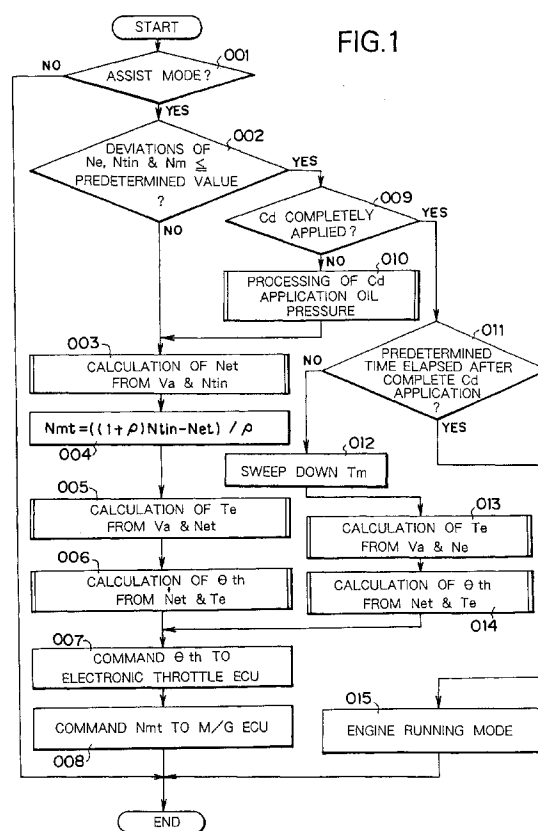 FIG.1
START
001
NO
ASSIST MODE?
YES
002
DEVIATIONS OF
Ne, Ntin & Nm ≤
PREDETERMINED VALUE
?
YES
NO
009
Cd COMPLETELY
APPLIED?
YES
NO
010
PROCESSING OF Cd
APPLICATION OIL
PRESSURE
011
NO
PREDETERMINED
TIME ELAPSED AFTER
COMPLETE Cd
APPLICATION
?
YES
003
CALCULATION OF Net
FROM Va & Ntin
Nmt=((1+ρ)Ntin-Net)/ρ
004
012
SWEEP DOWN Tm
005
CALCULATION OF Te
FROM Va & Net
013
CALCULATION OF Te
FROM Va & Ne
006
CALCULATION OF θth
FROM Net & Te
CALCULATION OF θth
FROM Net & Te
014
007
COMMAND θth TO
ELECTRONIC THROTTLE ECU
COMMAND Nmt TO M/G ECU
008
015
ENGINE RUNNING MODE
END